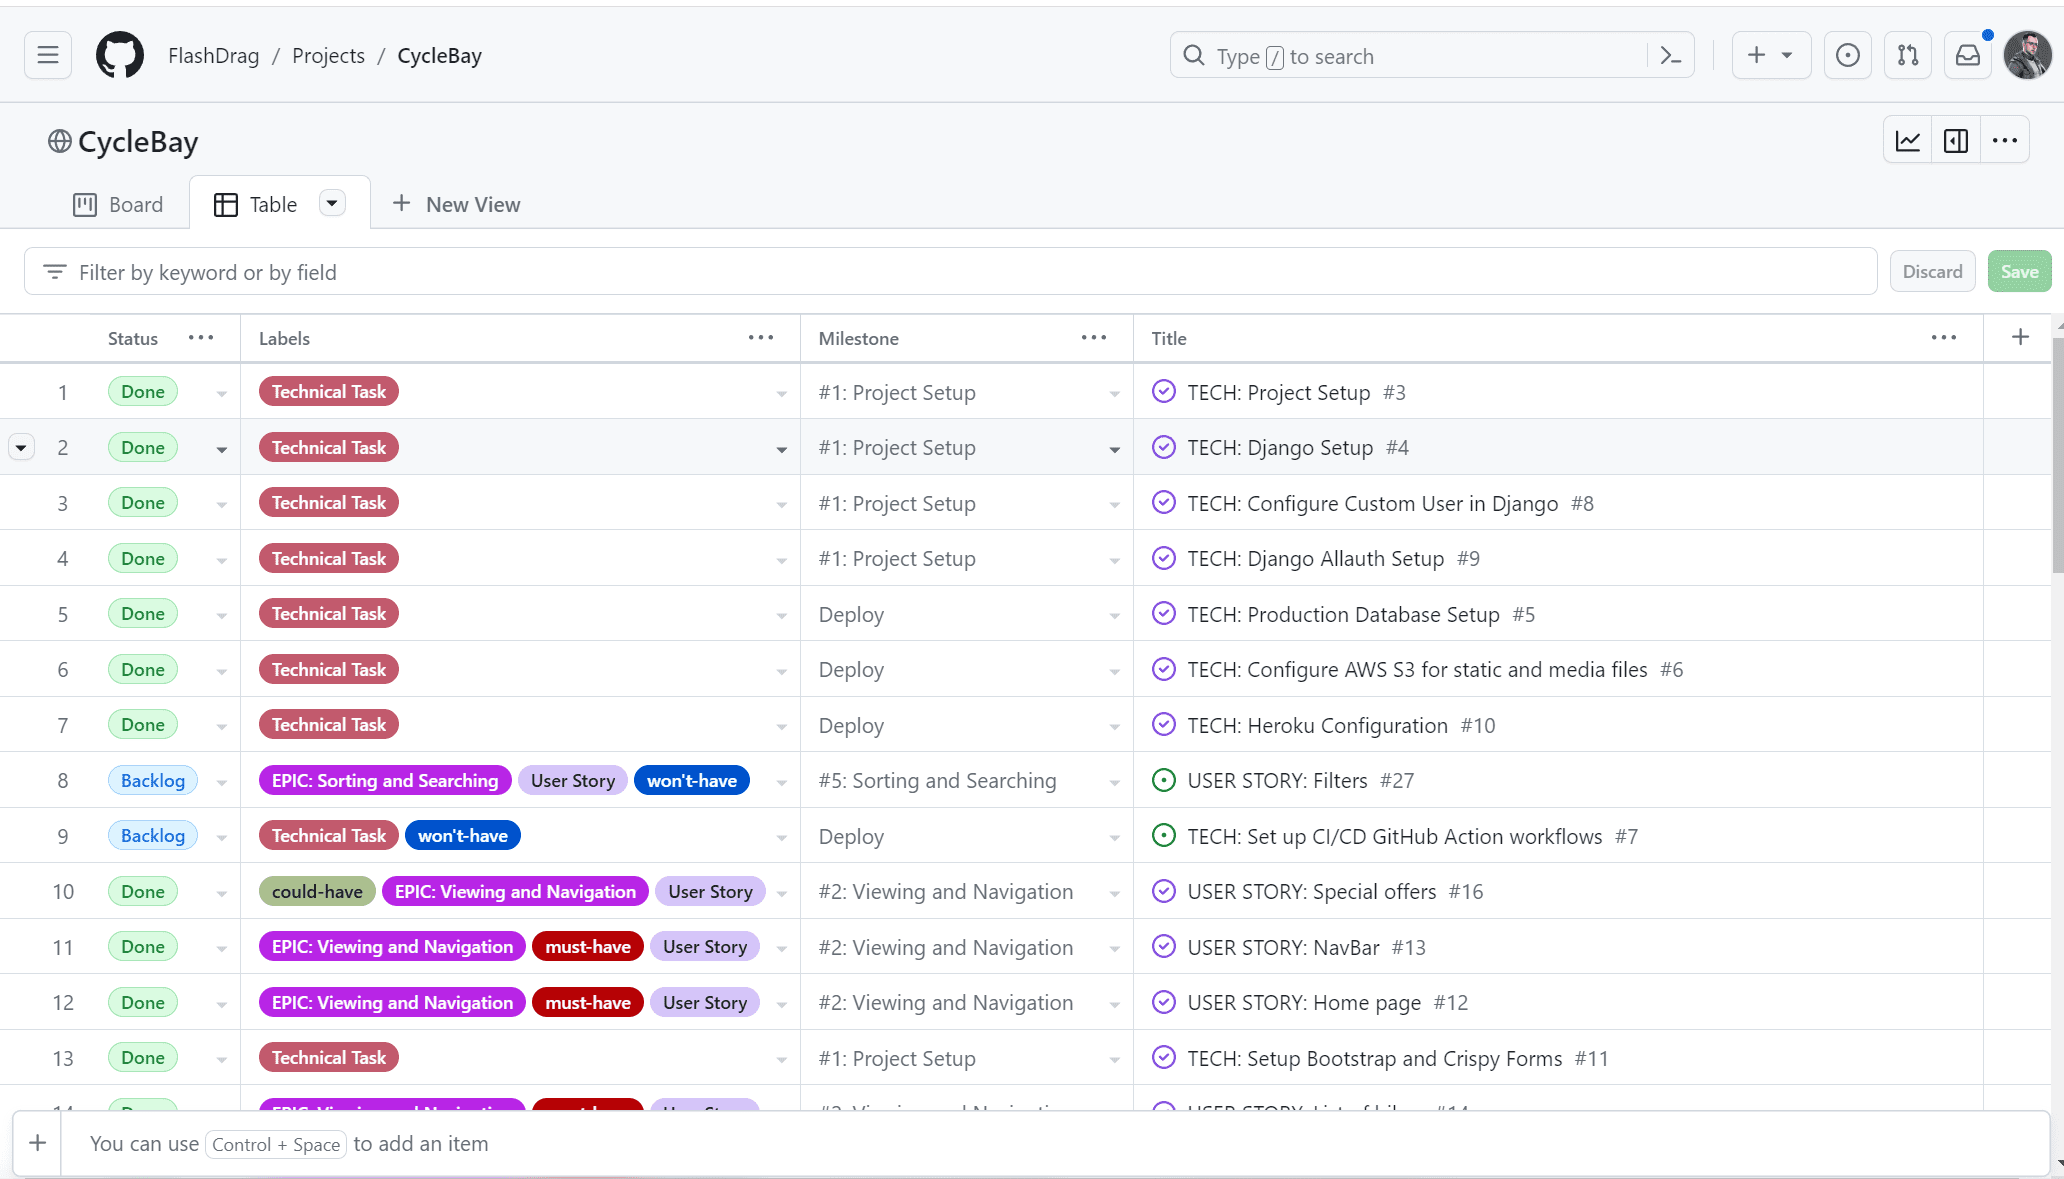 FlashDrag / Projects / CycleBay
Type / to search
CycleBay
Board
Table
New View
Filter by keyword or by field
Discard
Save
Status Labels Milestone Title
1 Done Technical Task #1: Project Setup TECH: Project Setup #3
2 Done Technical Task #1: Project Setup TECH: Django Setup #4
3 Done Technical Task #1: Project Setup TECH: Configure Custom User in Django #8
4 Done Technical Task #1: Project Setup TECH: Django Allauth Setup #9
5 Done Technical Task Deploy TECH: Production Database Setup #5
6 Done Technical Task Deploy TECH: Configure AWS S3 for static and media files #6
7 Done Technical Task Deploy TECH: Heroku Configuration #10
8 Backlog EPIC: Sorting and Searching User Story won't-have #5: Sorting and Searching USER STORY: Filters #27
9 Backlog Technical Task won't-have Deploy TECH: Set up CI/CD GitHub Action workflows #7
10 Done could-have EPIC: Viewing and Navigation User Story #2: Viewing and Navigation USER STORY: Special offers #16
11 Done EPIC: Viewing and Navigation must-have User Story #2: Viewing and Navigation USER STORY: NavBar #13
12 Done EPIC: Viewing and Navigation must-have User Story #2: Viewing and Navigation USER STORY: Home page #12
13 Done Technical Task #1: Project Setup TECH: Setup Bootstrap and Crispy Forms #11
You can use Control + Space to add an item